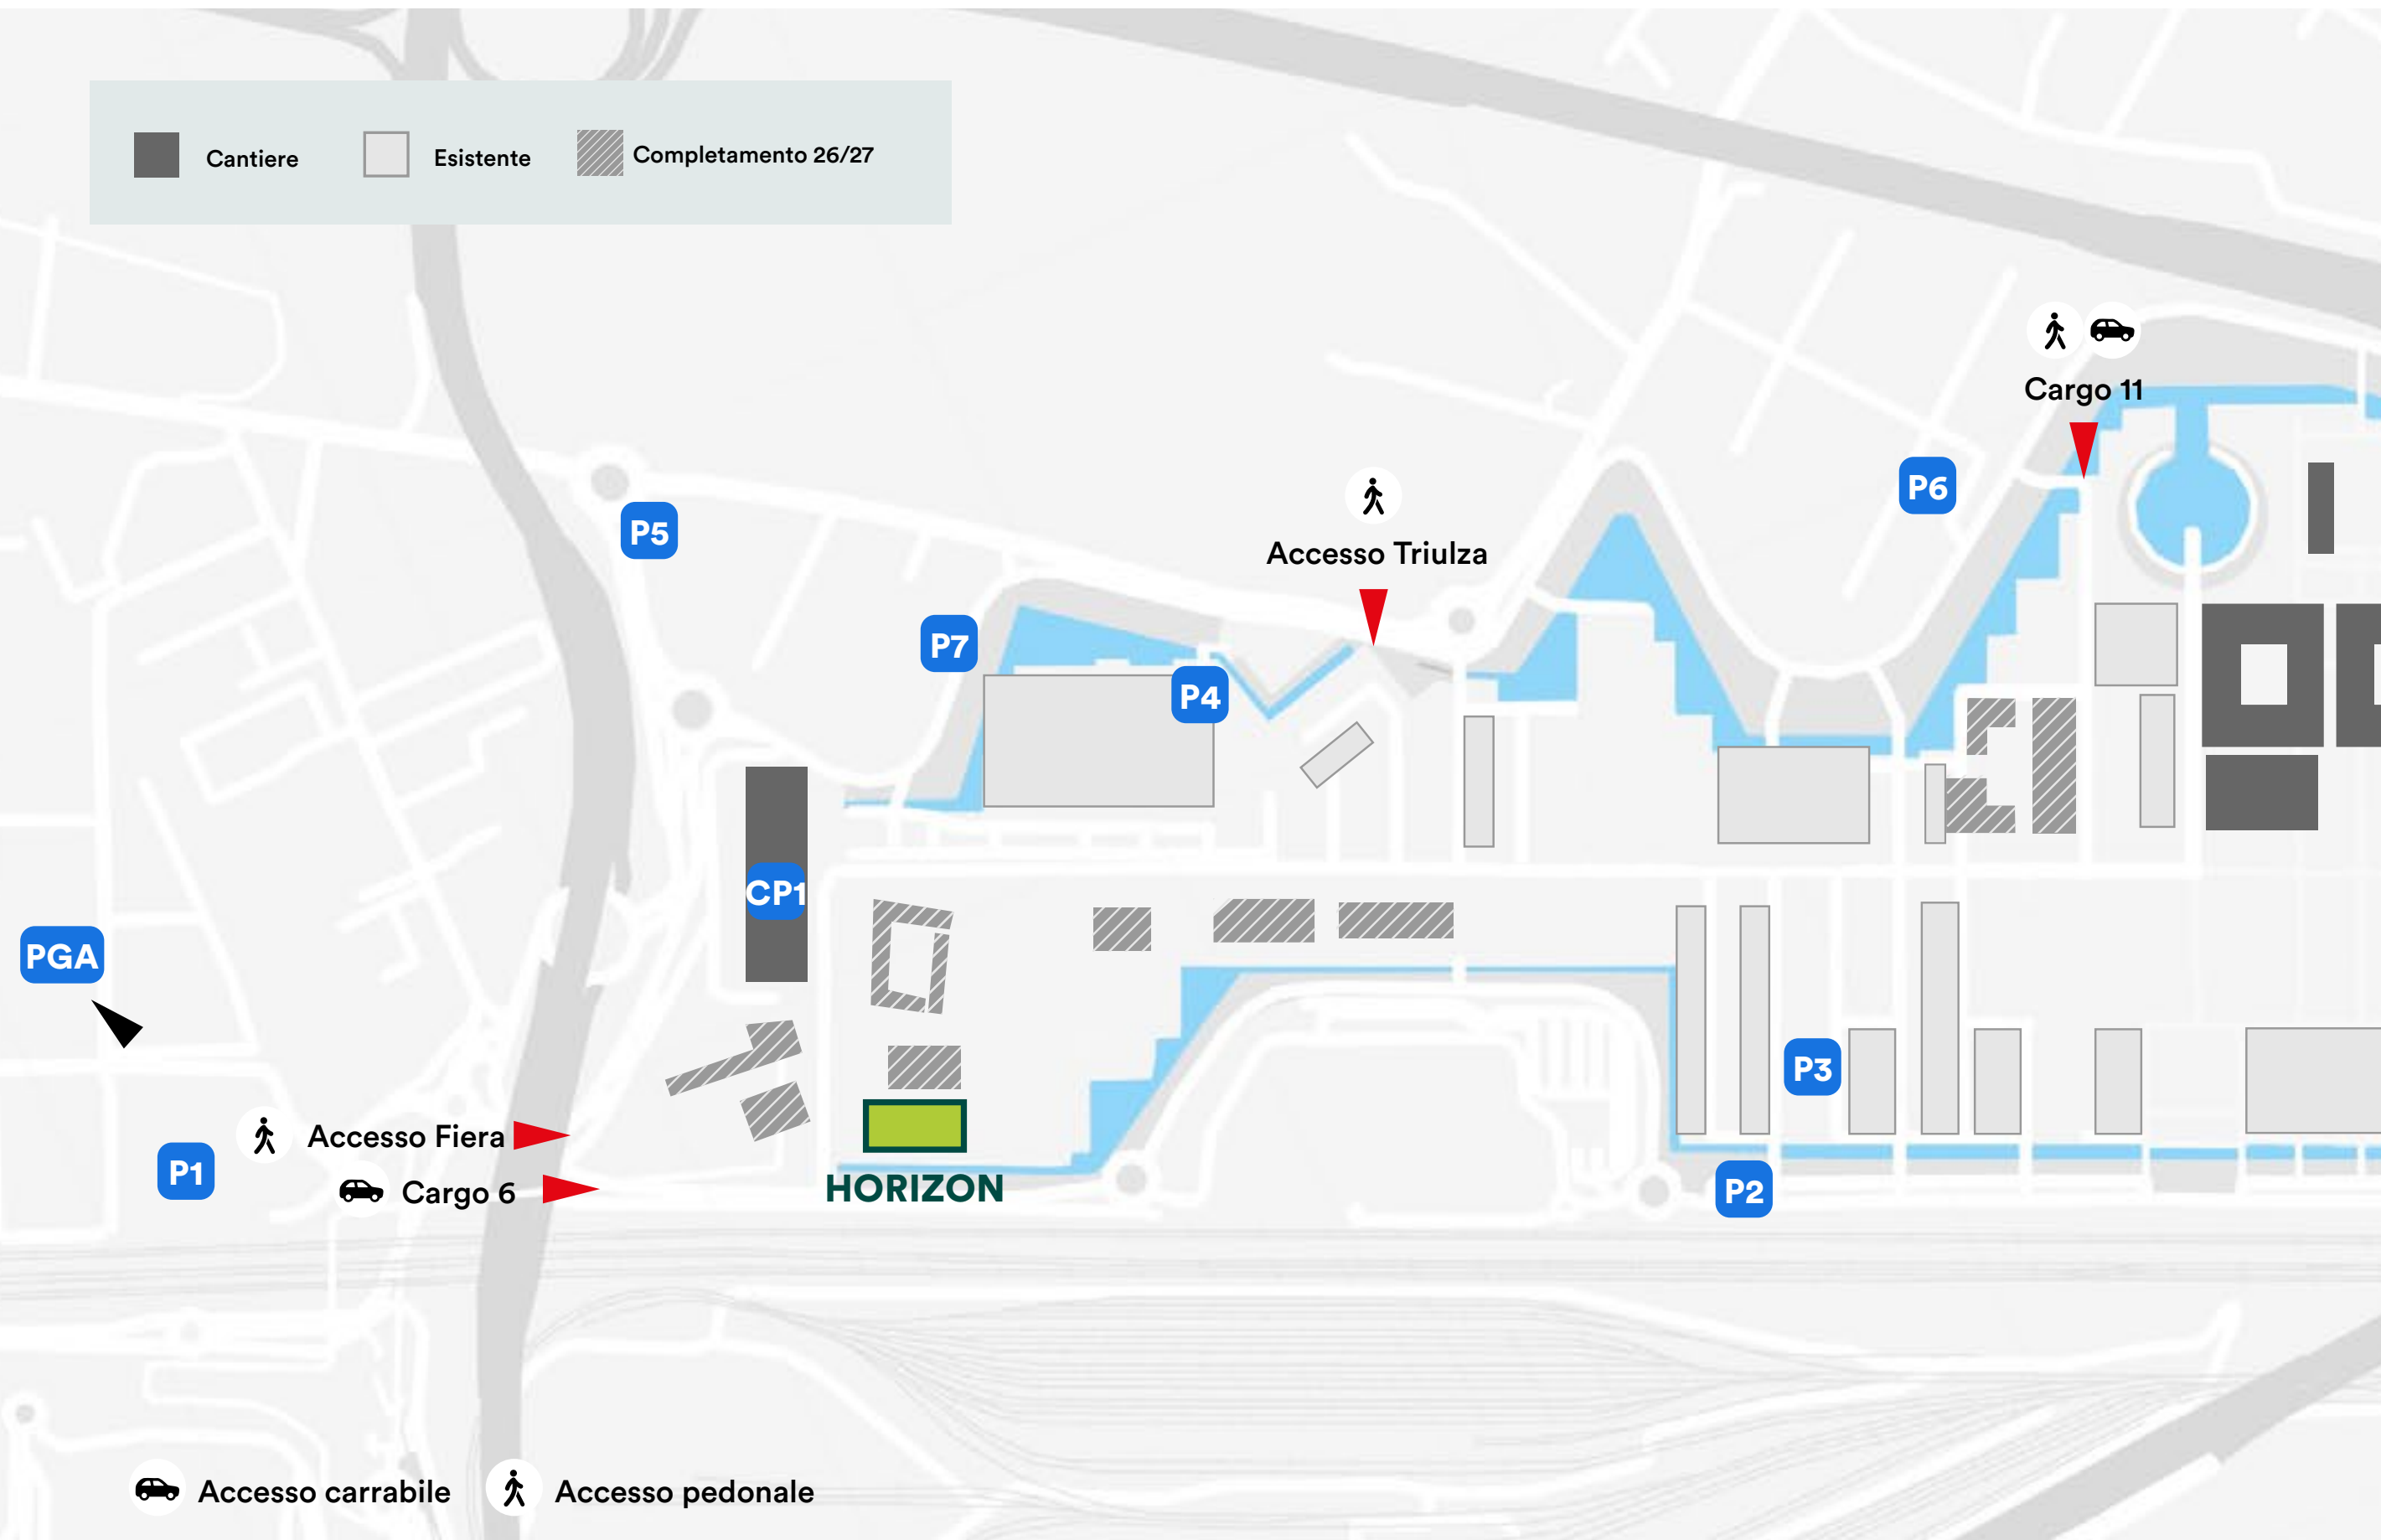 Cantiere
Esistente
Completamento 26/27
Cargo 11
P6
P5
Accesso Triulza
P7
P4
CP1
PGA
P3
Accesso Fiera
P1
Cargo 6
HORIZON
P2
Accesso carrabile
Accesso pedonale